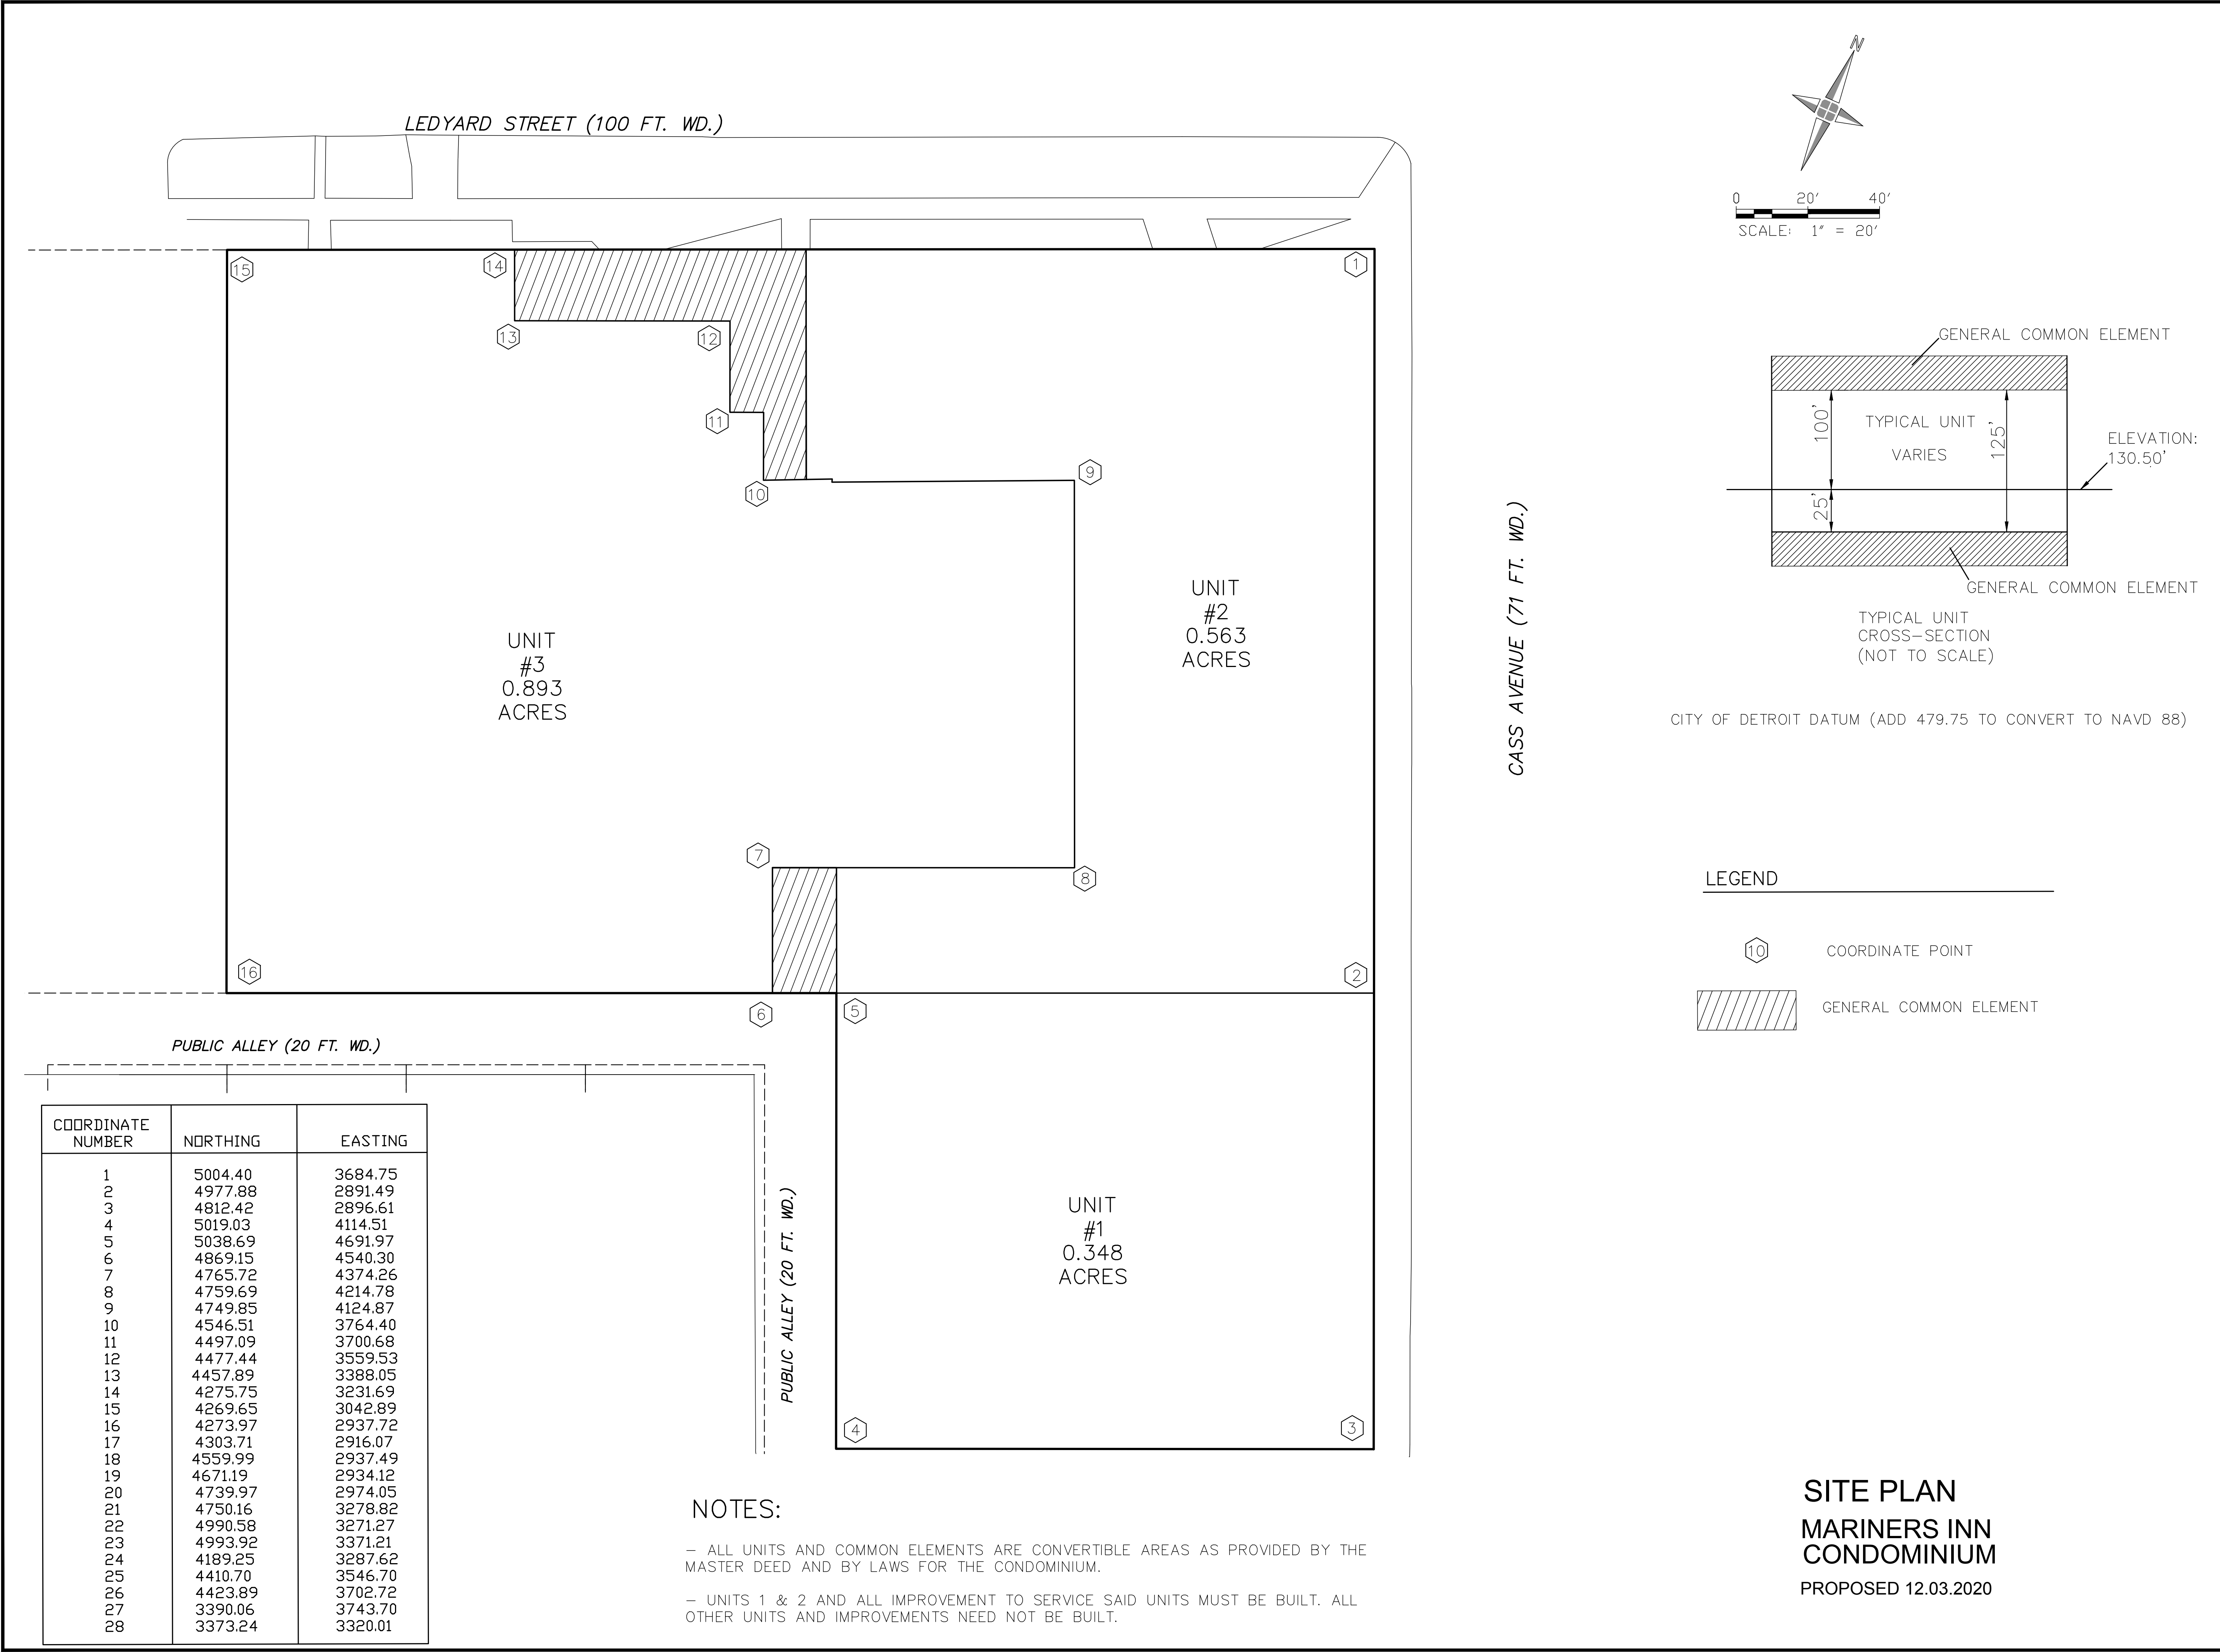 LEDYARD STREET (100 FT. WD.)
N
0 20' 40'
SCALE: 1" = 20'
15
14
1
13
12
11
10
9
GENERAL COMMON ELEMENT
100'
TYPICAL UNIT
VARIES
125'
25'
ELEVATION:
130.50'
GENERAL COMMON ELEMENT
TYPICAL UNIT
CROSS-SECTION
(NOT TO SCALE)
CITY OF DETROIT DATUM (ADD 479.75 TO CONVERT TO NAVD 88)
UNIT
#2
0.563
ACRES
CASS AVENUE (71 FT. WD.)
UNIT
#3
0.893
ACRES
7
8
16
2
6
5
LEGEND
10 COORDINATE POINT
GENERAL COMMON ELEMENT
PUBLIC ALLEY (20 FT. WD.)
PUBLIC ALLEY (20 FT. WD.)
UNIT
#1
0.348
ACRES
4
3
COORDINATE
NUMBER NORTHING EASTING
1 5004.40 3684.75
2 4977.88 2891.49
3 4812.42 2896.61
4 5019.03 4114.51
5 5038.69 4691.97
6 4869.15 4540.30
7 4765.72 4374.26
8 4759.69 4214.78
9 4749.85 4124.87
10 4546.51 3764.40
11 4497.09 3700.68
12 4477.44 3559.53
13 4457.89 3388.05
14 4275.75 3231.69
15 4269.65 3042.89
16 4273.97 2937.72
17 4303.71 2916.07
18 4559.99 2937.49
19 4671.19 2934.12
20 4739.97 2974.05
21 4750.16 3278.82
22 4990.58 3271.27
23 4993.92 3371.21
24 4189.25 3287.62
25 4410.70 3546.70
26 4423.89 3702.72
27 3390.06 3743.70
28 3373.24 3320.01
NOTES:
- ALL UNITS AND COMMON ELEMENTS ARE CONVERTIBLE AREAS AS PROVIDED BY THE
MASTER DEED AND BY LAWS FOR THE CONDOMINIUM.
- UNITS 1 & 2 AND ALL IMPROVEMENT TO SERVICE SAID UNITS MUST BE BUILT. ALL
OTHER UNITS AND IMPROVEMENTS NEED NOT BE BUILT.
SITE PLAN
MARINERS INN
CONDOMINIUM
PROPOSED 12.03.2020